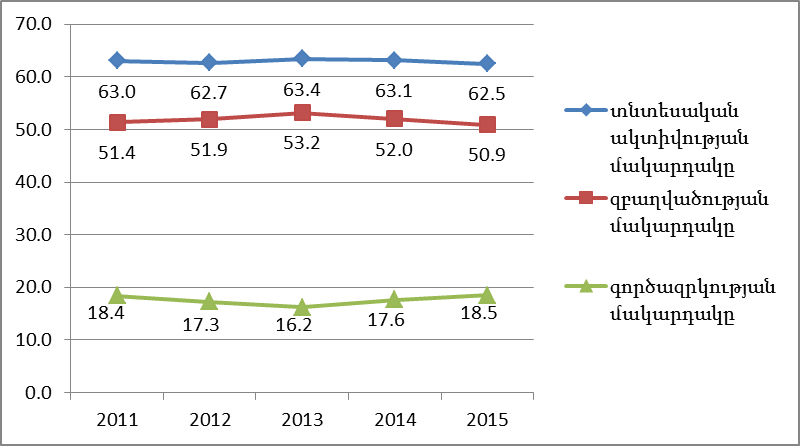 70.0
60.0
50.0
40.0
30.0
20.0
10.0
0.0
63.0 62.7 63.4 63.1 62.5
51.4 51.9 53.2 52.0 50.9
18.4 17.3 16.2 17.6 18.5
2011 2012 2013 2014 2015
տնտեսական
ակտիվության
մակարդակը
զբաղվածության
մակարդակը
գործազրկության
մակարդակը